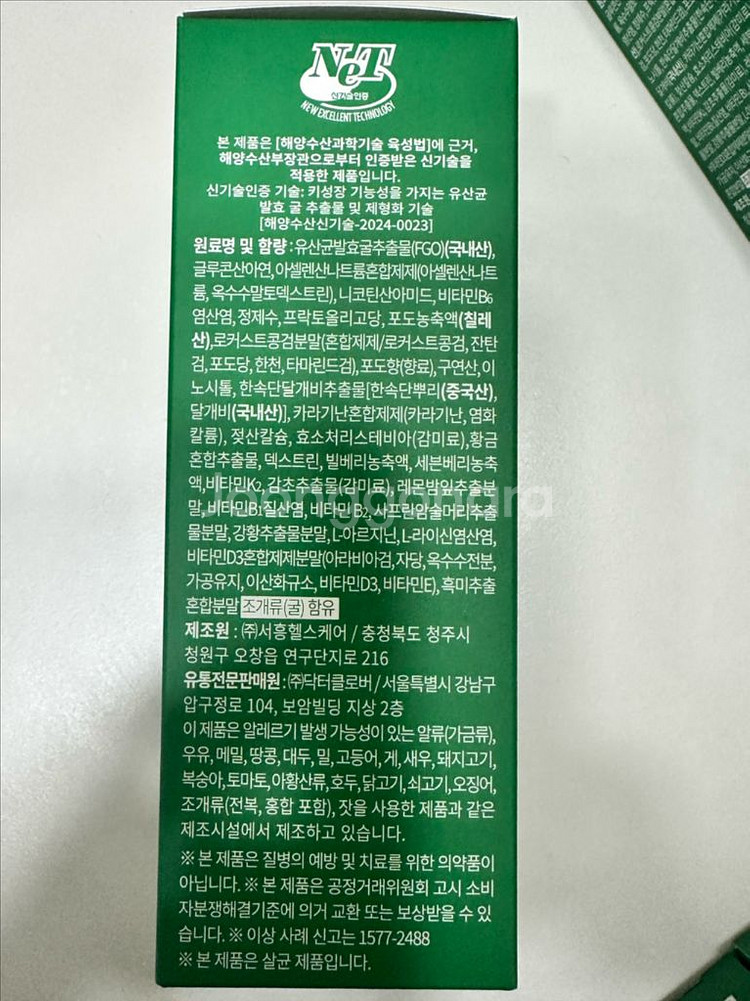 NeT
신기술인증
NEW EXCELLENT TECHNOLOGY
본 제품은 [해양수산과학기술 육성법]에 근거,
해양수산부장관으로부터 인증받은 신기술을
적용한 제품입니다.
신기술인증 기술: 키성장 기능성을 가지는 유산균
발효 굴 추출물 및 제형화 기술
[해양수산신기술-2024-0023]
원료명 및 함량 : 유산균발효굴추출물(FGO)(국내산),
글루콘산아연, 아셀렌산나트륨혼합제제(아셀렌산나트
륨, 옥수수말토덱스트린), 니코틴산아미드, 비타민B6
염산염, 정제수, 프락토올리고당, 포도농축액(칠레
산),로커스트콩검분말(혼합제제/로커스트콩검, 잔탄
검, 포도당, 한천, 타마린드검), 포도향(향료), 구연산, 이
노시톨, 한속단달개비추출물[한속단뿌리(중국산),
달개비(국내산)], 카라기난혼합제제(카라기난, 염화
칼륨), 젖산칼슘, 효소처리스테비아(감미료),황금
혼합추출물, 덱스트린, 빌베리농축액, 세븐베리농축
액,비타민K2, 감초추출물(감미료), 레몬밤잎추출분
말,비타민B1질산염, 비타민B2, 사프란암술머리추출
물분말, 강황추출물분말, L-아르지닌, L-라이신염산염,
비타민D3혼합제제분말(아라비아검, 자당, 옥수수전분,
가공유지, 이산화규소, 비타민D3, 비타민E), 흑미추출
혼합분말 조개류(굴) 함유
제조원 : ㈜서흥헬스케어 / 충청북도 청주시
청원구 오창읍 연구단지로 216
유통전문판매원 : ㈜닥터클로버 / 서울특별시 강남구
압구정로 104, 보암빌딩 지상 2층
이 제품은 알레르기 발생 가능성이 있는 알류(가금류),
우유, 메밀, 땅콩, 대두, 밀, 고등어, 게, 새우, 돼지고기,
복숭아, 토마토, 아황산류, 호두, 닭고기, 쇠고기, 오징어,
조개류(전복, 홍합 포함), 잣을 사용한 제품과 같은
제조시설에서 제조하고 있습니다.
※ 본 제품은 질병의 예방 및 치료를 위한 의약품이
아닙니다. ※ 본 제품은 공정거래위원회 고시 소비
자분쟁해결기준에 의거 교환 또는 보상받을 수 있
습니다. ※ 이상 사례 신고는 1577-2488
※ 본 제품은 살균 제품입니다.
Joonggonara